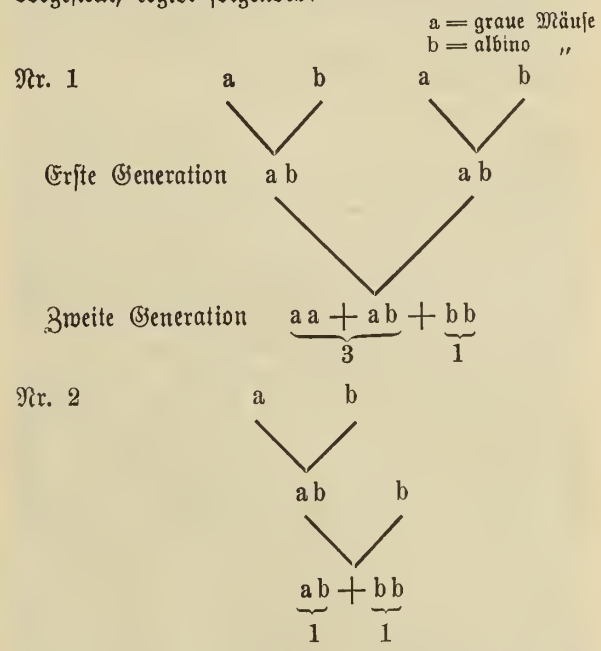 a = graue Mäuse
b = albino „
Nr. 1 a b a b
Erste Generation a b a b
Zweite Generation a a + a b + b b
3 1
Nr. 2 a b
a b b
a b + b b
1 1